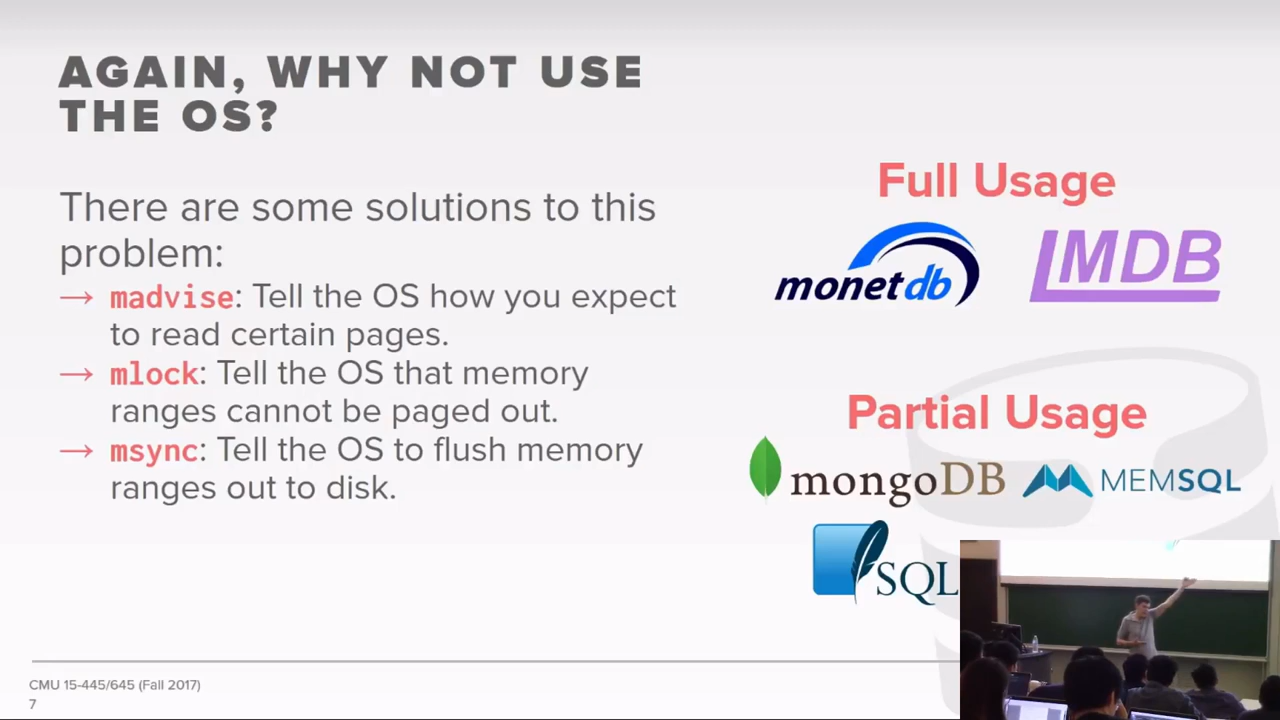 AGAIN, WHY NOT USE
THE OS?
There are some solutions to this
problem:
→ madvise: Tell the OS how you expect
to read certain pages.
→ mlock: Tell the OS that memory
ranges cannot be paged out.
→ msync: Tell the OS to flush memory
ranges out to disk.
Full Usage
monetdb
LMDB
Partial Usage
mongoDB
MEMSQL
SQL
CMU 15-445/645 (Fall 2017)
7